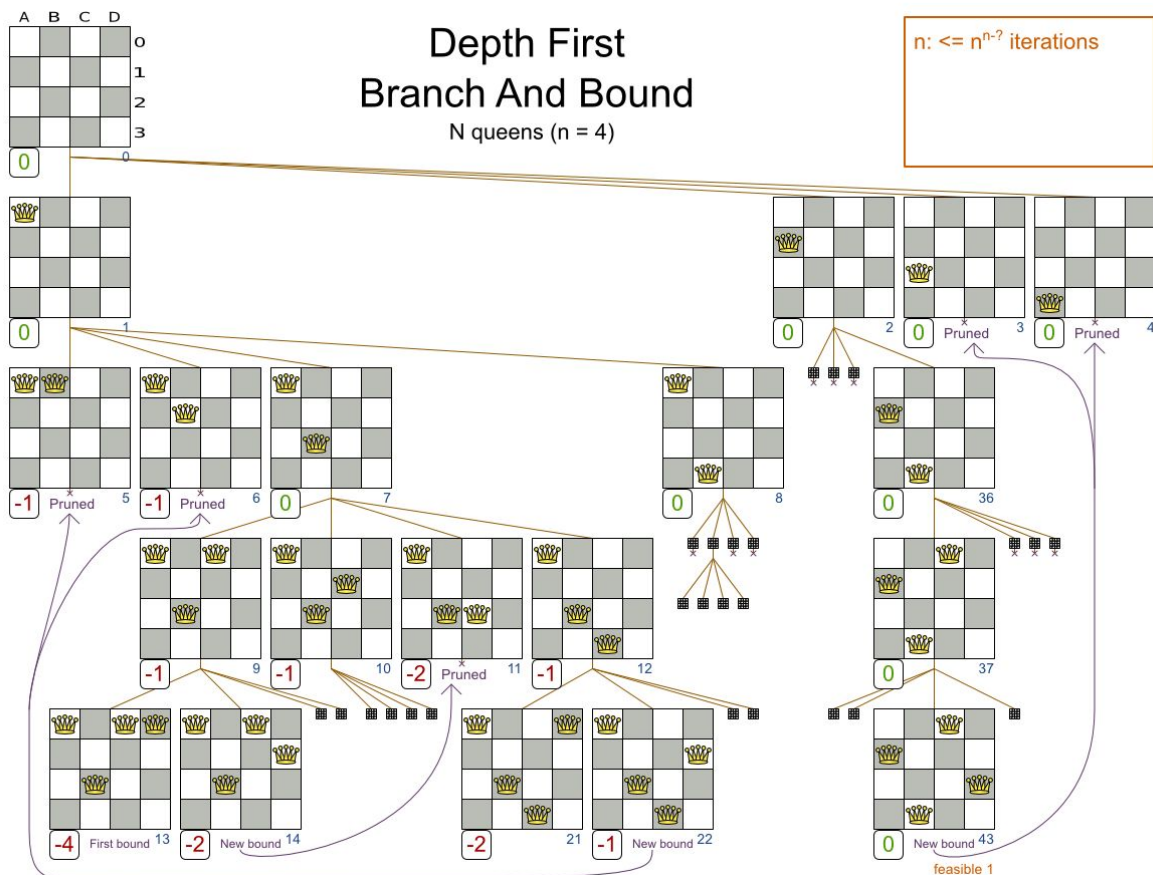 A B C D
Depth First
Branch And Bound
N queens (n = 4)
n: <= n^(n-?) iterations
0
1
2
3
0 0
0 1
0 2
0 Pruned 3
0 Pruned 4
-1 Pruned 5
-1 Pruned 6
0 7
0 8
0 36
-1 9
-1 10
-2 Pruned 11
-1 12
0 37
-4 First bound 13
-2 New bound 14
-2 21
-1 New bound 22
0 New bound 43
feasible 1